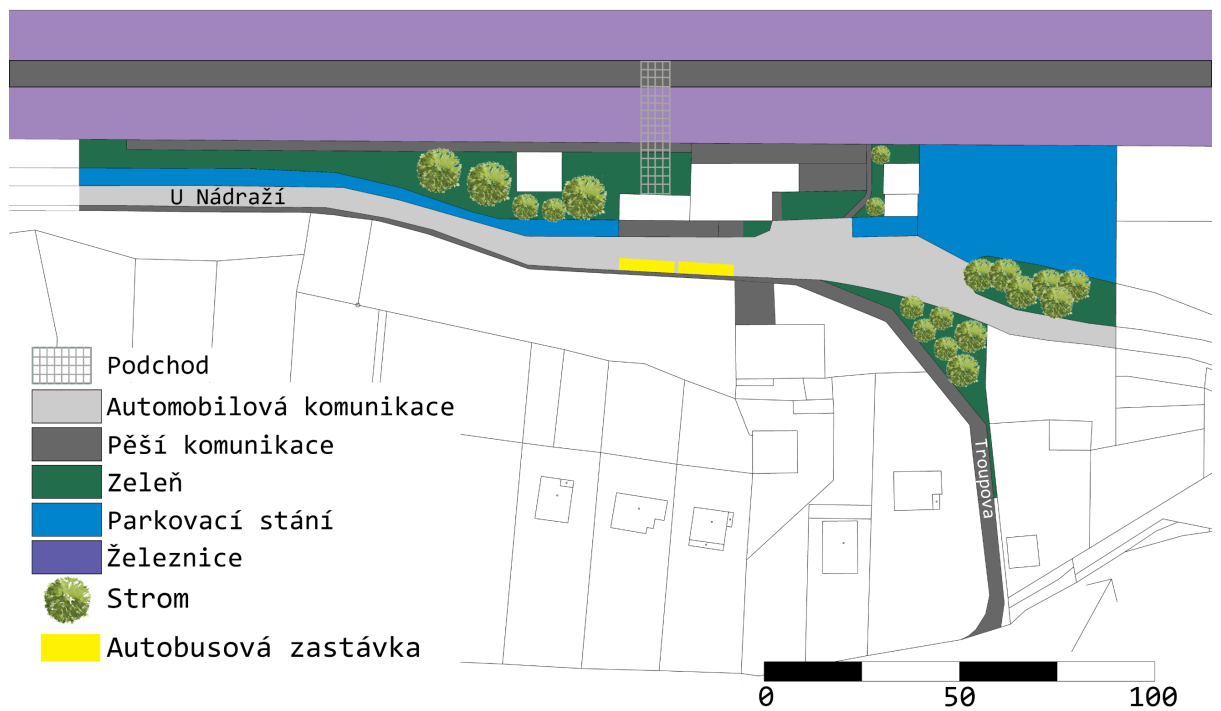 U Nádraží
Podchod
Automobilová komunikace
Pěší komunikace
Zeleň
Parkovací stání
Železnice
Strom
Autobusová zastávka
Troupova
0 50 100